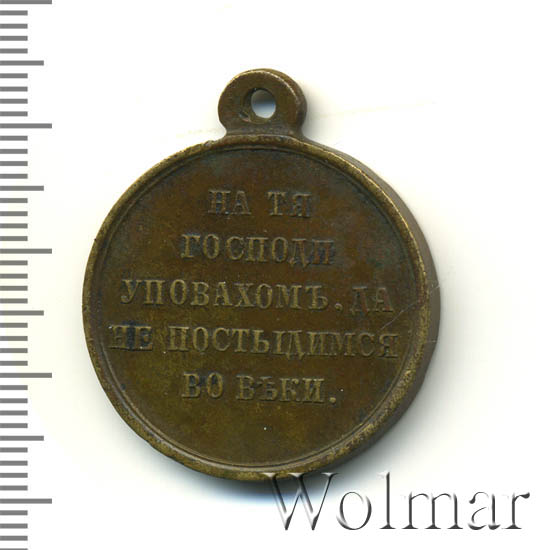 НА ТЯ
ГОСПОДИ
УПОВАХОМЪ. ДА
НЕ ПОСТЫДИМСЯ
ВО ВѢКИ.
Wolmar